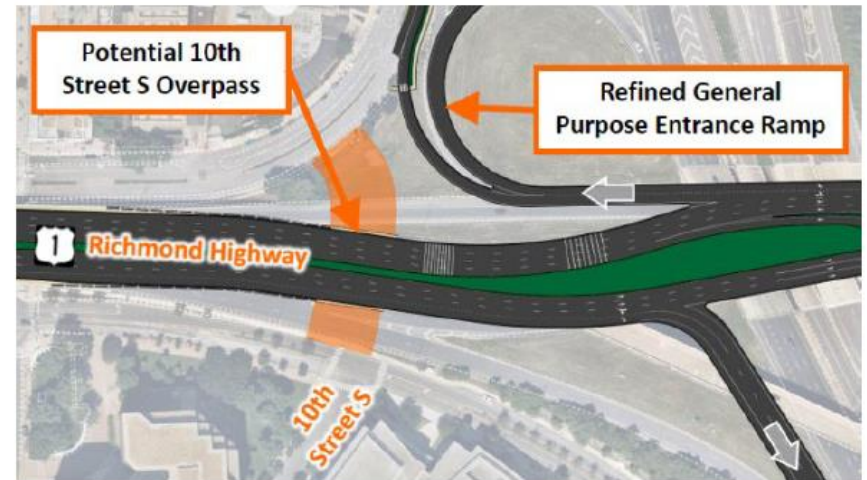 Potential 10th
Street S Overpass
Refined General
Purpose Entrance Ramp
1 Richmond Highway
10th
Street S